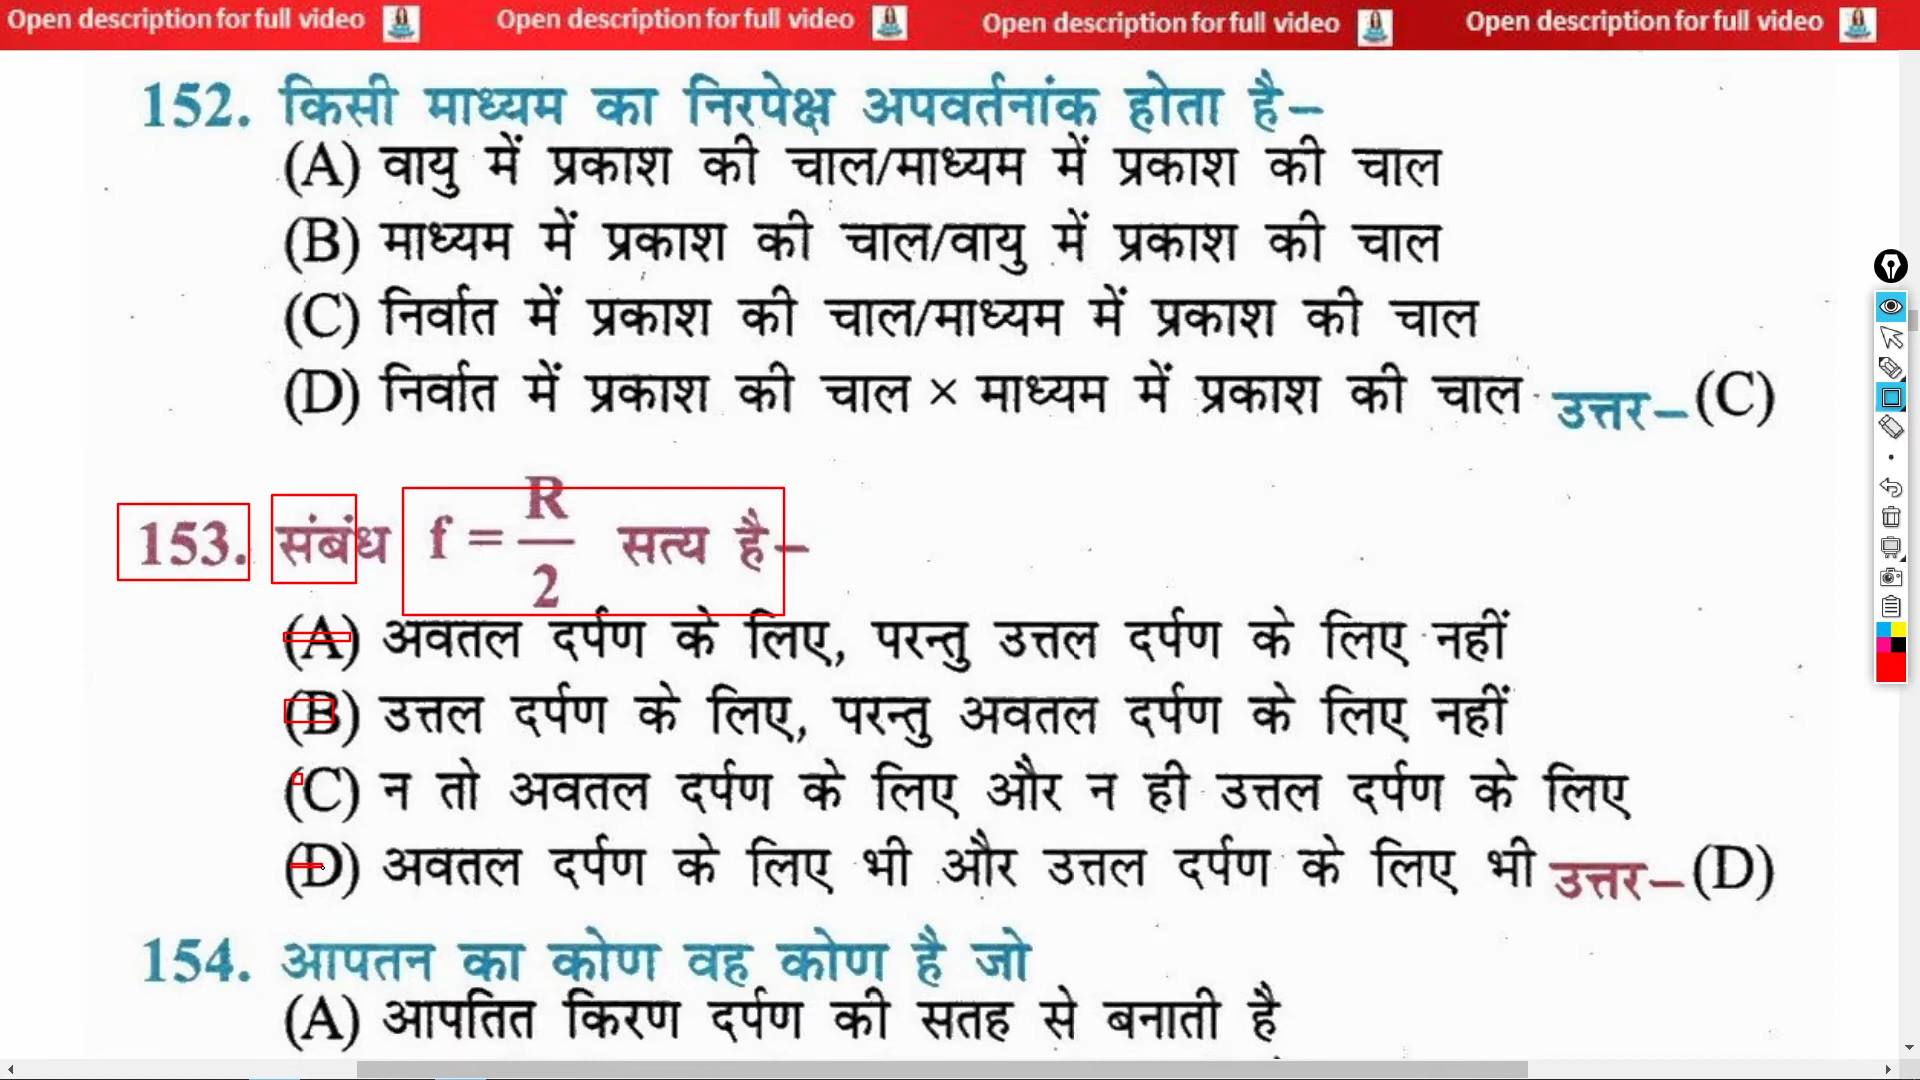 Open description for full video Open description for full video Open description for full video Open description for full video
152. किसी माध्यम का निरपेक्ष अपवर्तनांक होता है–
(A) वायु में प्रकाश की चाल/माध्यम में प्रकाश की चाल
(B) माध्यम में प्रकाश की चाल/वायु में प्रकाश की चाल
(C) निर्वात में प्रकाश की चाल/माध्यम में प्रकाश की चाल
(D) निर्वात में प्रकाश की चाल × माध्यम में प्रकाश की चाल उत्तर–(C)
153. संबंध f = R/2 सत्य है–
(A) अवतल दर्पण के लिए, परन्तु उत्तल दर्पण के लिए नहीं
(B) उत्तल दर्पण के लिए, परन्तु अवतल दर्पण के लिए नहीं
(C) न तो अवतल दर्पण के लिए और न ही उत्तल दर्पण के लिए
(D) अवतल दर्पण के लिए भी और उत्तल दर्पण के लिए भी उत्तर–(D)
154. आपतन का कोण वह कोण है जो
(A) आपतित किरण दर्पण की सतह से बनाती है